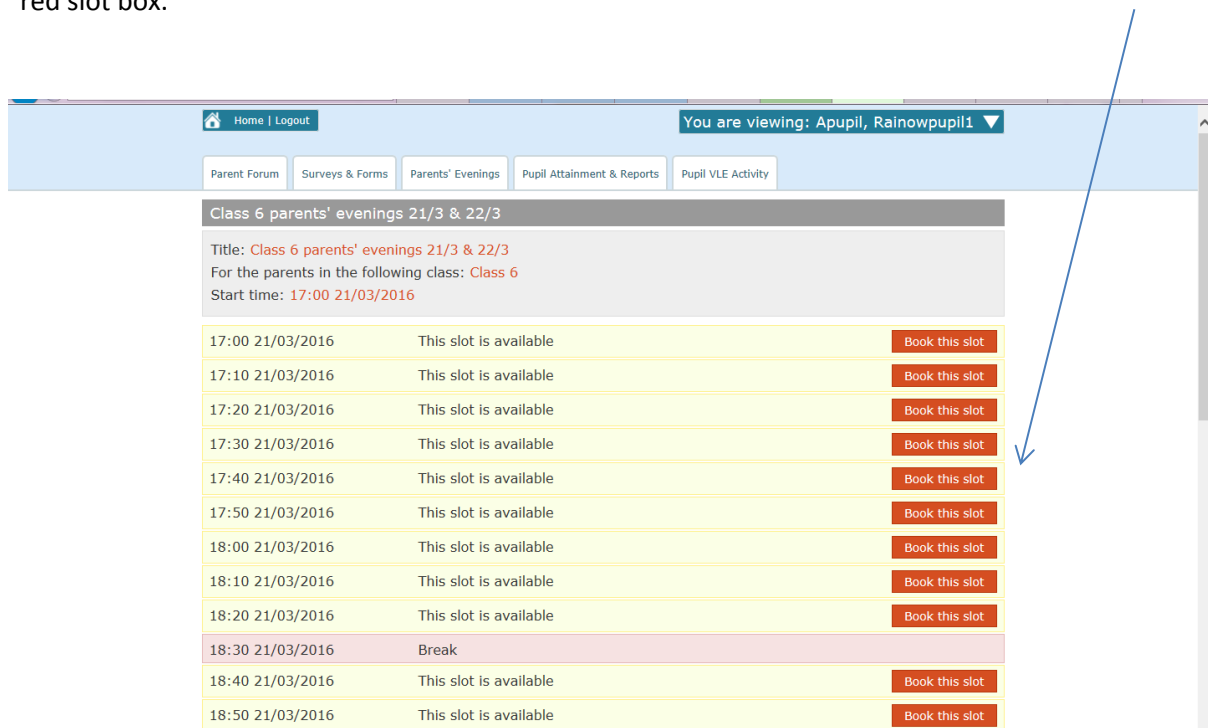 red slot box.
Home | Logout
You are viewing: Apupil, Rainowpupil1 ▼
Parent Forum Surveys & Forms Parents' Evenings Pupil Attainment & Reports Pupil VLE Activity
Class 6 parents' evenings 21/3 & 22/3
Title: Class 6 parents' evenings 21/3 & 22/3
For the parents in the following class: Class 6
Start time: 17:00 21/03/2016
17:00 21/03/2016 This slot is available Book this slot
17:10 21/03/2016 This slot is available Book this slot
17:20 21/03/2016 This slot is available Book this slot
17:30 21/03/2016 This slot is available Book this slot
17:40 21/03/2016 This slot is available Book this slot
17:50 21/03/2016 This slot is available Book this slot
18:00 21/03/2016 This slot is available Book this slot
18:10 21/03/2016 This slot is available Book this slot
18:20 21/03/2016 This slot is available Book this slot
18:30 21/03/2016 Break
18:40 21/03/2016 This slot is available Book this slot
18:50 21/03/2016 This slot is available Book this slot